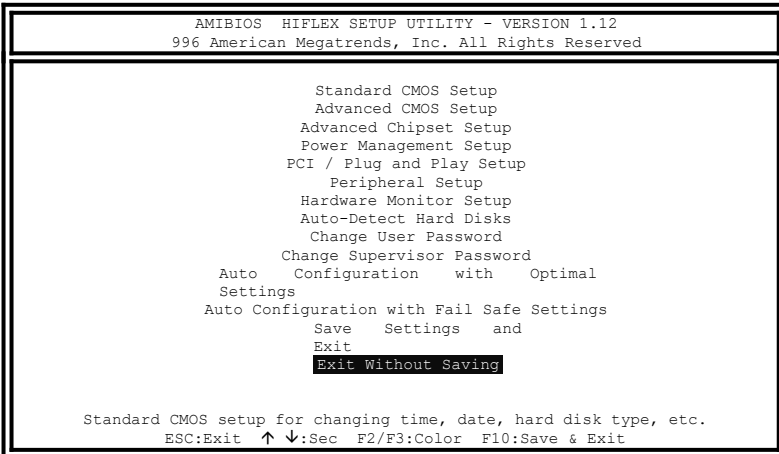 AMIBIOS HIFLEX SETUP UTILITY - VERSION 1.12
996 American Megatrends, Inc. All Rights Reserved
Standard CMOS Setup
Advanced CMOS Setup
Advanced Chipset Setup
Power Management Setup
PCI / Plug and Play Setup
Peripheral Setup
Hardware Monitor Setup
Auto-Detect Hard Disks
Change User Password
Change Supervisor Password
Auto Configuration with Optimal
Settings
Auto Configuration with Fail Safe Settings
Save Settings and
Exit
Exit Without Saving
Standard CMOS setup for changing time, date, hard disk type, etc.
ESC:Exit ↑ ↓:Sec F2/F3:Color F10:Save & Exit